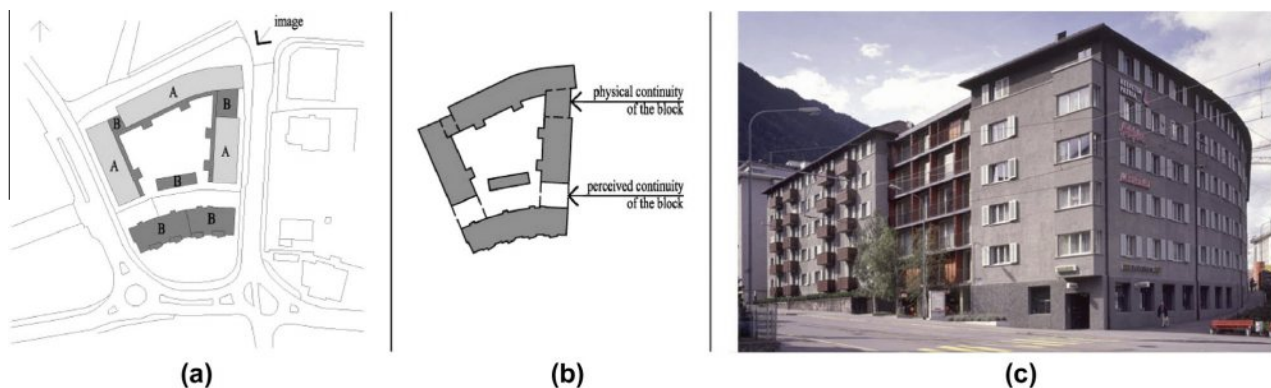 image
A
B
B
A
A
B
B
B
physical continuity
of the block
perceived continuity
of the block
(a)
(b)
(c)